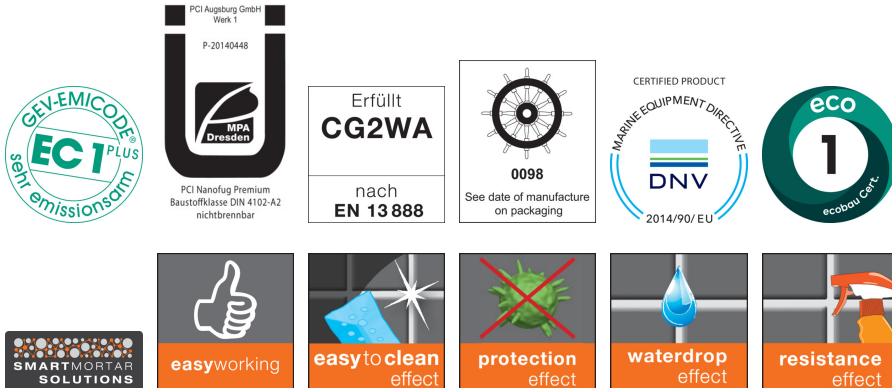 GEV-EMICODE®
EC 1 PLUS
sehr emissionsarm
PCI Augsburg GmbH
Werk 1
P-20140448
MPA
Dresden
PCI Nanofug Premium
Baustoffklasse DIN 4102-A2
nichtbrennbar
Erfüllt
CG2WA
nach
EN 13 888
0098
See date of manufacture
on packaging
CERTIFIED PRODUCT
MARINE EQUIPMENT DIRECTIVE
DNV
2014/90/ EU
eco
1
ecobau Cert.
SMARTMORTAR
SOLUTIONS
easyworking
easy to clean
effect
protection
effect
waterdrop
effect
resistance
effect